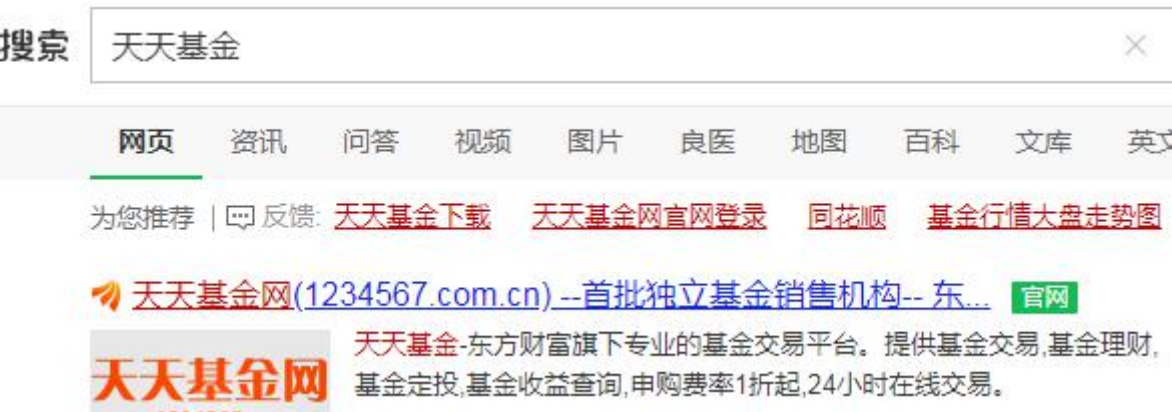 搜索 天天基金
网页 资讯 问答 视频 图片 良医 地图 百科 文库 英文
为您推荐 | 反馈: 天天基金下载 天天基金网官网登录 同花顺 基金行情大盘走势图
天天基金网(1234567.com.cn) --首批独立基金销售机构-- 东... 官网
天天基金-东方财富旗下专业的基金交易平台。提供基金交易,基金理财,
天天基金网 基金定投,基金收益查询,申购费率1折起,24小时在线交易。